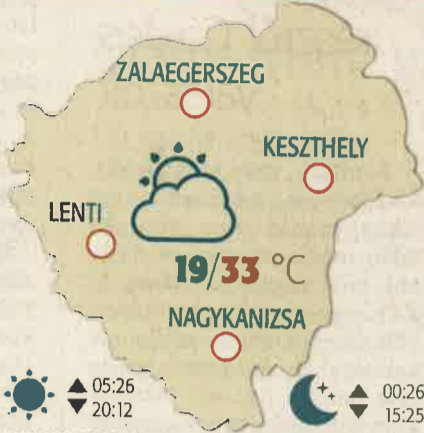 ZALAEGERSZEG
KESZTHELY
LENTI
19/33 °C
NAGYKANIZSA
05:26
20:12
00:26
15:25